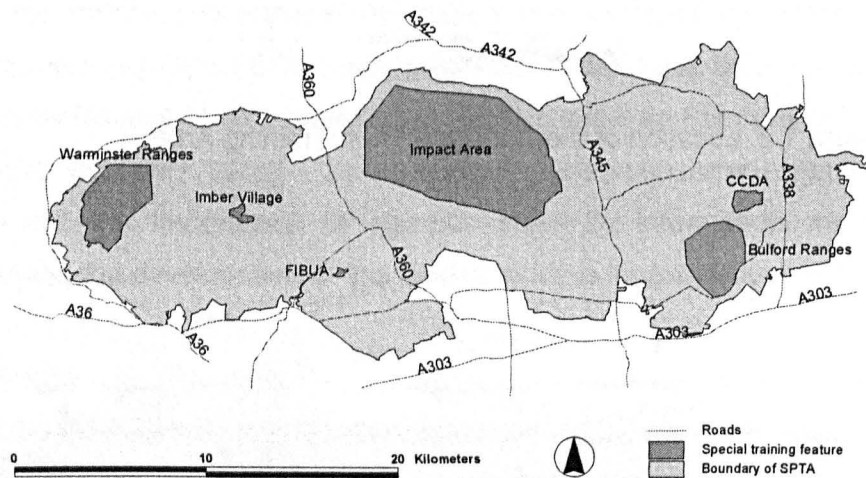 A342
A342
A360
Warminster Ranges
Impact Area
A345
CCDA
A338
Imber Village
Bulford Ranges
FIBUA
A360
A36
A36
A303
A303
A303
Roads
Special training feature
Boundary of SPTA
0 10 20 Kilometers